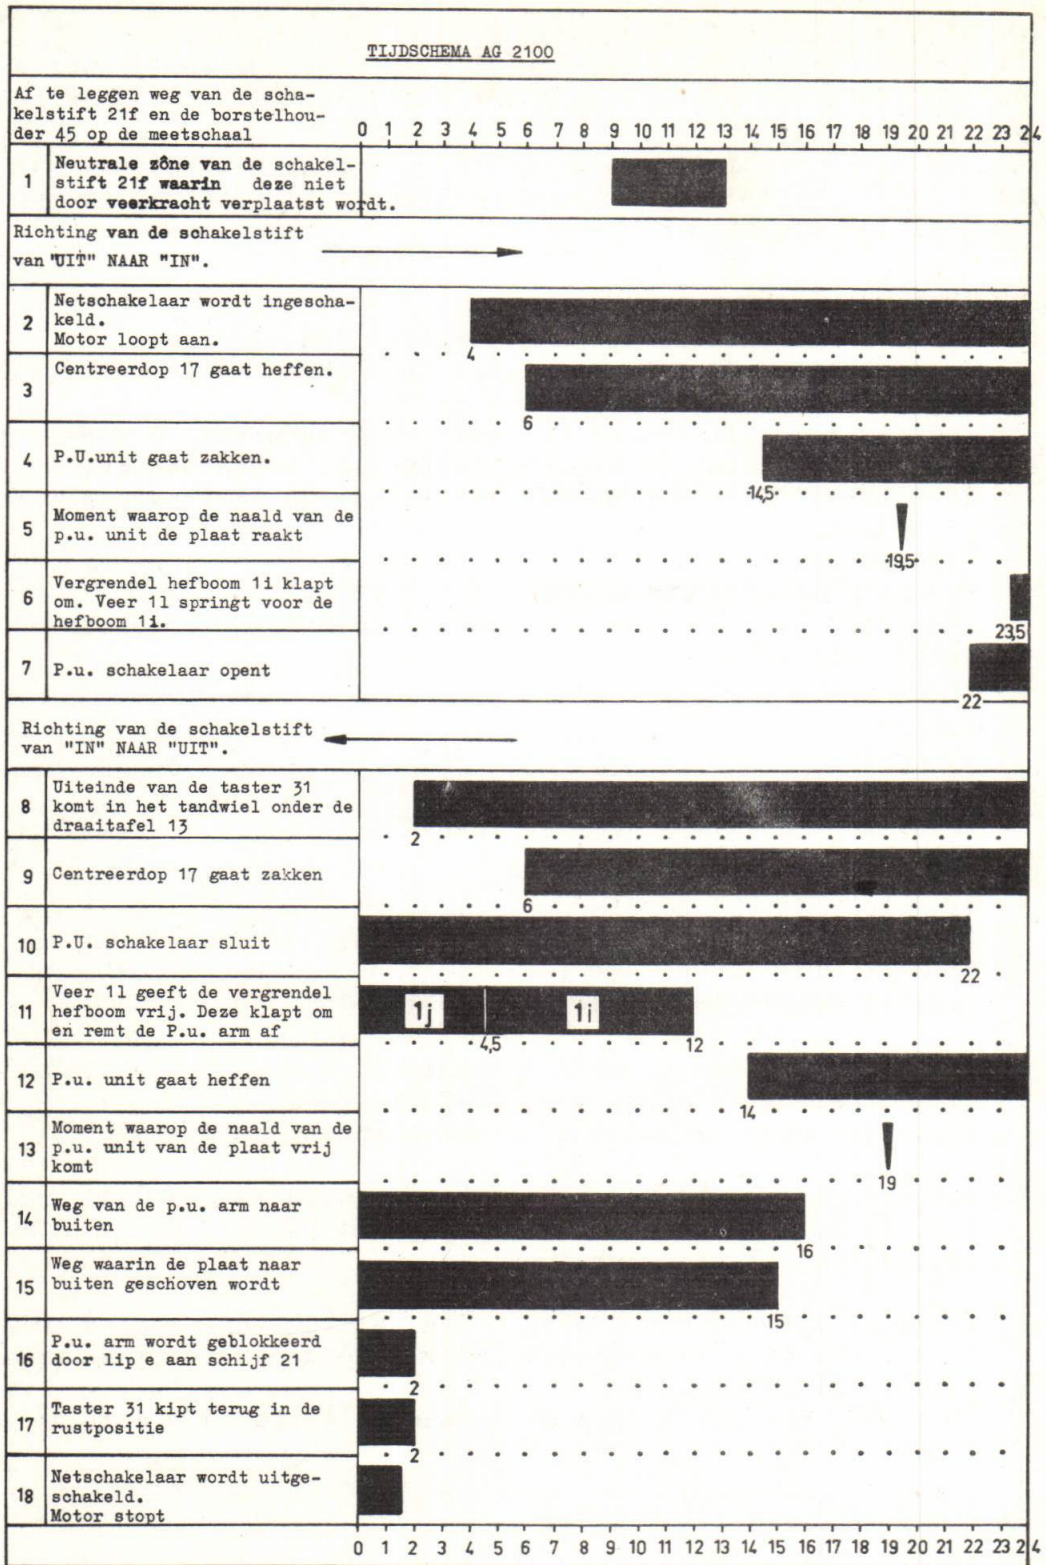 TIJDSCHEMA AG 2100
Af te leggen weg van de scha-
kelstift 21f en de borstelhou-
der 45 op de meetschaal
0 1 2 3 4 5 6 7 8 9 10 11 12 13 14 15 16 17 18 19 20 21 22 23 24
1
Neutrale zône van de schakel-
stift 21f waarin deze niet
door veerkracht verplaatst wordt.
Richting van de schakelstift
van "UIT" NAAR "IN".
2
Netschakelaar wordt ingescha-
keld.
Motor loopt aan.
4
3
Centreerdop 17 gaat heffen.
6
4
P.U.unit gaat zakken.
14,5
5
Moment waarop de naald van de
p.u. unit de plaat raakt
19,5
6
Vergrendel hefboom 1i klapt
om. Veer 1l springt voor de
hefboom 1i.
23,5
7
P.u. schakelaar opent
22
Richting van de schakelstift
van "IN" NAAR "UIT".
8
Uiteinde van de taster 31
komt in het tandwiel onder de
draaitafel 13
2
9
Centreerdop 17 gaat zakken
6
10
P.U. schakelaar sluit
22
11
Veer 1l geeft de vergrendel
hefboom vrij. Deze klapt om
en remt de P.u. arm af
1j 1i
4,5 12
12
P.u. unit gaat heffen
14
13
Moment waarop de naald van de
p.u. unit van de plaat vrij
komt
19
14
Weg van de p.u. arm naar
buiten
16
15
Weg waarin de plaat naar
buiten geschoven wordt
15
16
P.u. arm wordt geblokkeerd
door lip e aan schijf 21
2
17
Taster 31 kipt terug in de
rustpositie
2
18
Netschakelaar wordt uitge-
schakeld.
Motor stopt
0 1 2 3 4 5 6 7 8 9 10 11 12 13 14 15 16 17 18 19 20 21 22 23 24